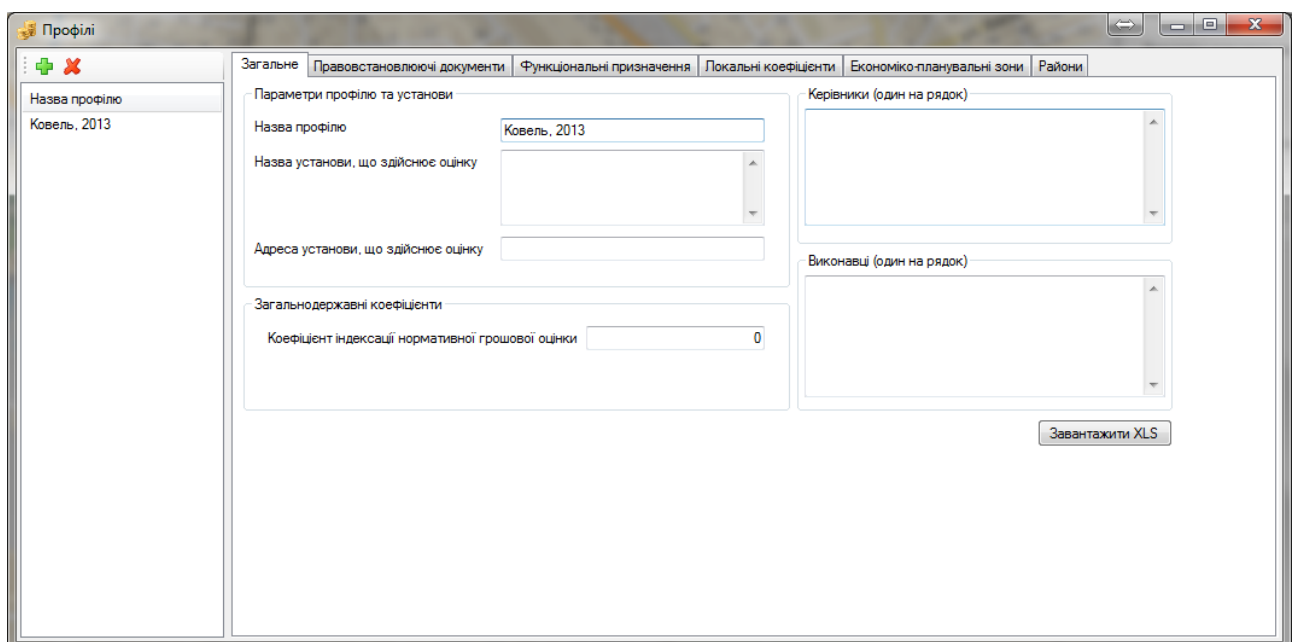 Профілі
Назва профілю
Ковель, 2013
Загальне Правовстановлюючі документи Функціональні призначення Локальні коефіцієнти Економіко-планувальні зони Райони
Параметри профілю та установи
Назва профілю Ковель, 2013
Назва установи, що здійснює оцінку
Адреса установи, що здійснює оцінку
Загальнодержавні коефіцієнти
Коефіцієнт індексації нормативної грошової оцінки 0
Керівники (один на рядок)
Виконавці (один на рядок)
Завантажити XLS